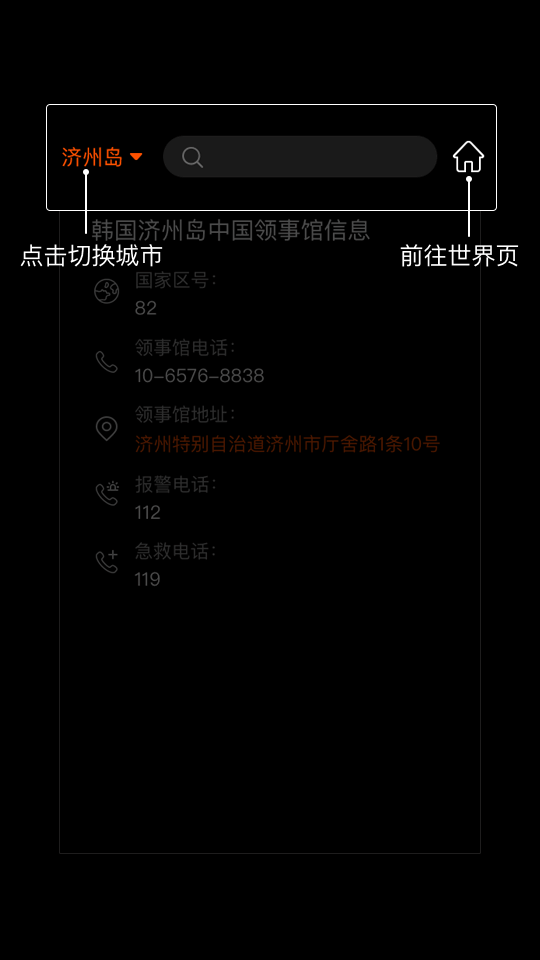 济州岛
韩国济州岛中国领事馆信息
点击切换城市
前往世界页
国家区号：
82
领事馆电话：
10-6576-8838
领事馆地址：
济州特别自治道济州市厅舍路1条10号
报警电话：
112
急救电话：
119